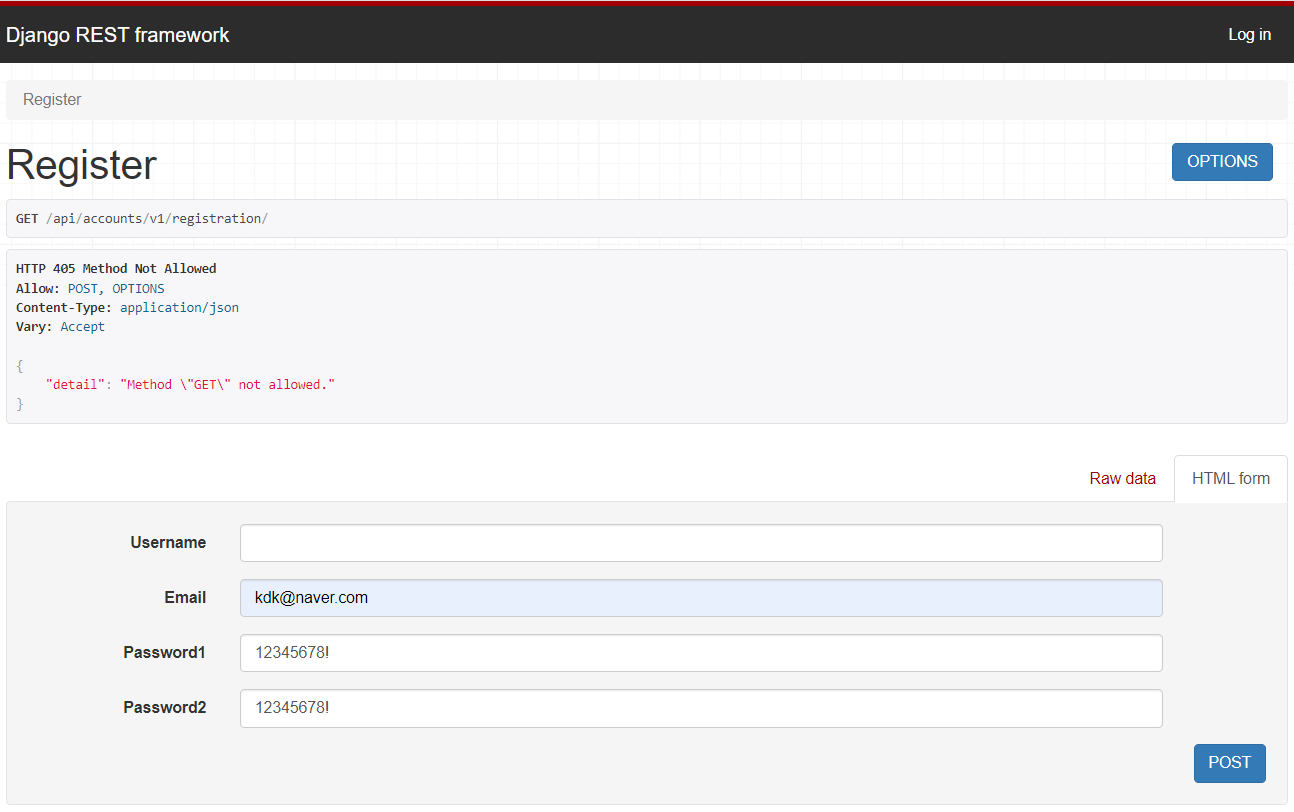 Django REST framework
Log in
Register
Register
OPTIONS
GET /api/accounts/v1/registration/
HTTP 405 Method Not Allowed
Allow: POST, OPTIONS
Content-Type: application/json
Vary: Accept
{
    "detail": "Method \"GET\" not allowed."
}
Raw data
HTML form
Username
Email kdk@naver.com
Password1 12345678!
Password2 12345678!
POST